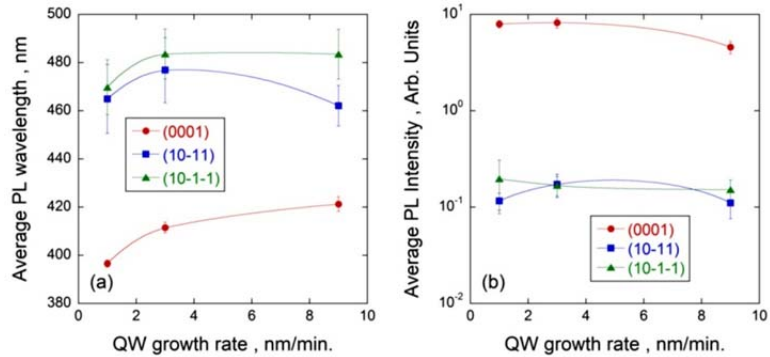 500
480
460
440
420
400
380
Average PL wavelength , nm
(0001)
(10-11)
(10-1-1)
(a)
0 2 4 6 8 10
QW growth rate , nm/min.
10¹
10⁰
10⁻¹
10⁻²
Average PL Intensity , Arb. Units
(0001)
(10-11)
(10-1-1)
(b)
0 2 4 6 8 10
QW growth rate , nm/min.